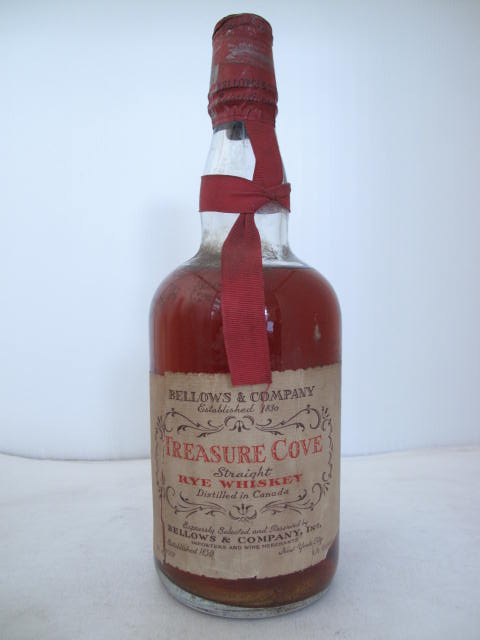 BELLOWS & COMPANY
Established 1830
TREASURE COVE
Straight
RYE WHISKEY
Distilled in Canada
Expressly Selected and Reserved by
BELLOWS & COMPANY, Inc.
IMPORTERS AND WINE MERCHANTS
Established 1830 New York City